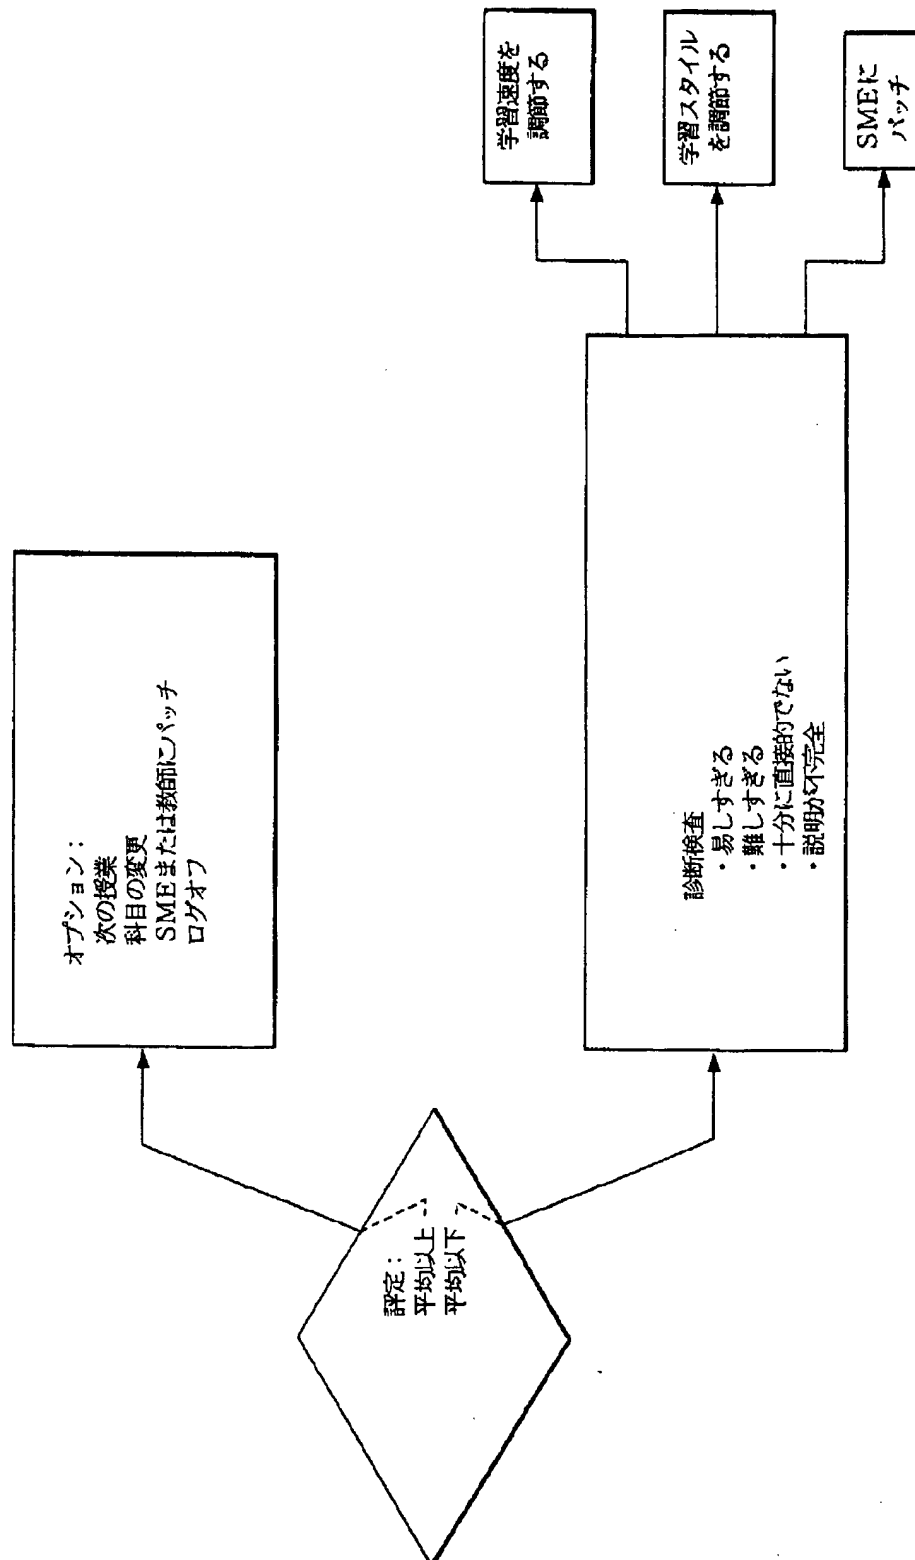 評定：
平均以上
平均以下
オプション：
次の授業
科目の変更
SMEまたは教師にパッチ
ログオフ
診断検査
・易しすぎる
・難しすぎる
・十分に直接的でない
・説明が不完全
学習速度を
調節する
学習スタイル
を調節する
SMEに
パッチ